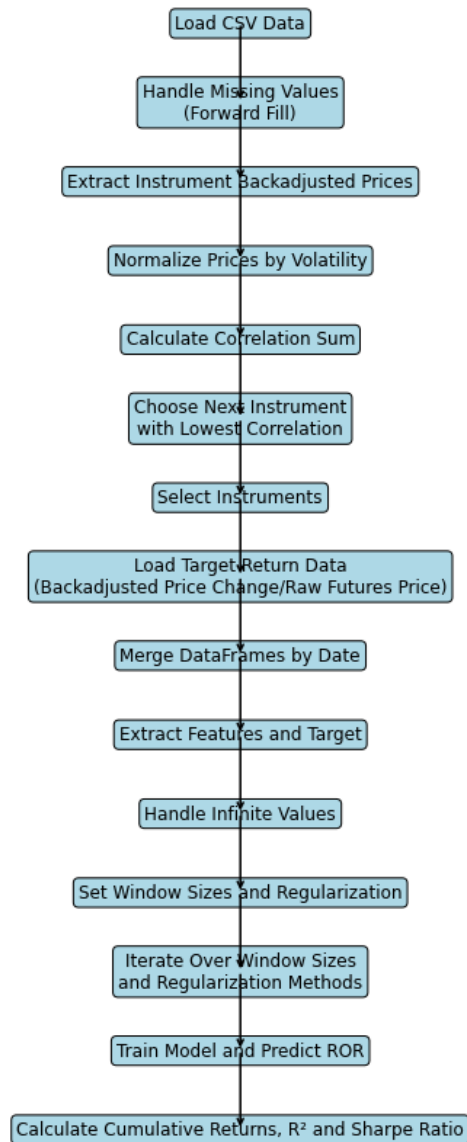 Load CSV Data
Handle Missing Values
(Forward Fill)
Extract Instrument Backadjusted Prices
Normalize Prices by Volatility
Calculate Correlation Sum
Choose Next Instrument
with Lowest Correlation
Select Instruments
Load Target Return Data
(Backadjusted Price Change/Raw Futures Price)
Merge DataFrames by Date
Extract Features and Target
Handle Infinite Values
Set Window Sizes and Regularization
Iterate Over Window Sizes
and Regularization Methods
Train Model and Predict ROR
Calculate Cumulative Returns, R² and Sharpe Ratio